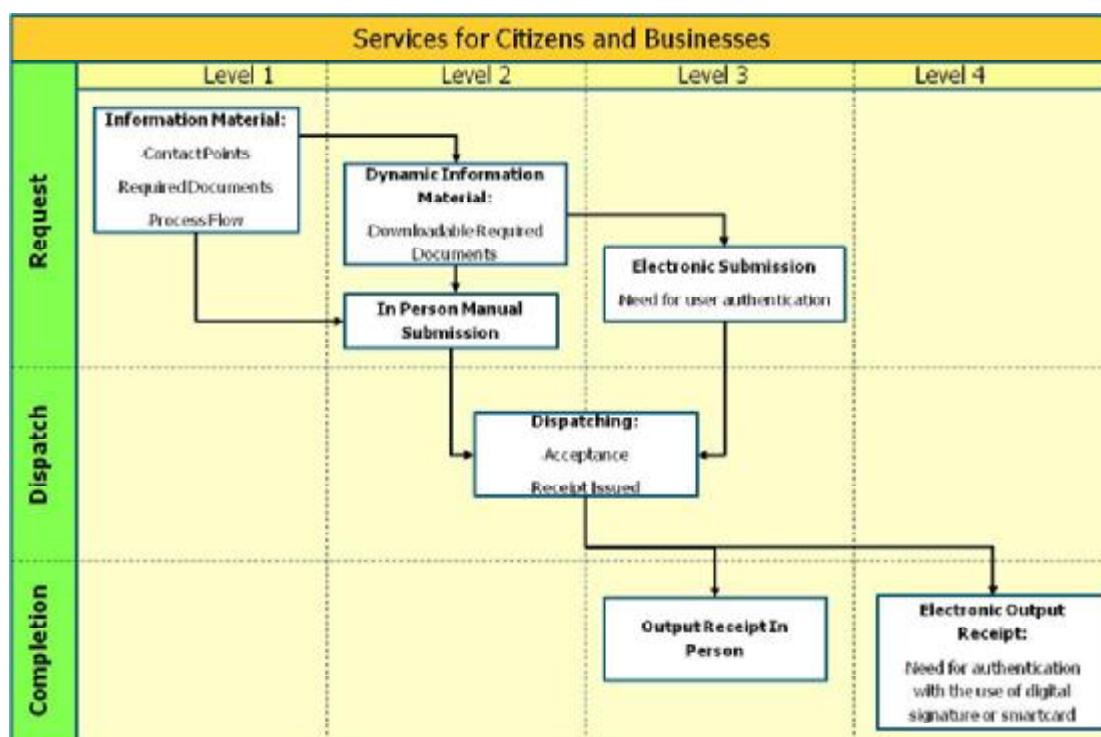 Services for Citizens and Businesses
Level 1
Level 2
Level 3
Level 4
Request
Information Material:
-Contact Points
-Required Documents
-Process Flow
Dynamic Information
Material:
-Downloadable Required
Documents
In Person Manual
Submission
Electronic Submission
-Need for user authentication
Dispatch
Dispatching:
-Acceptance
-Receipt Issued
Completion
Output Receipt In
Person
Electronic Output
Receipt:
-Need for authentication
with the use of digital
signature or smartcard